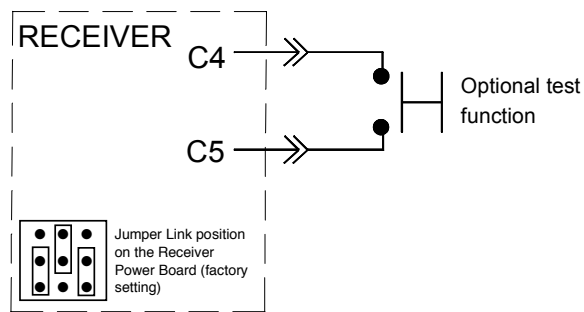 RECEIVER
C4
Optional test
function
C5
Jumper Link position
on the Receiver
Power Board (factory
setting)